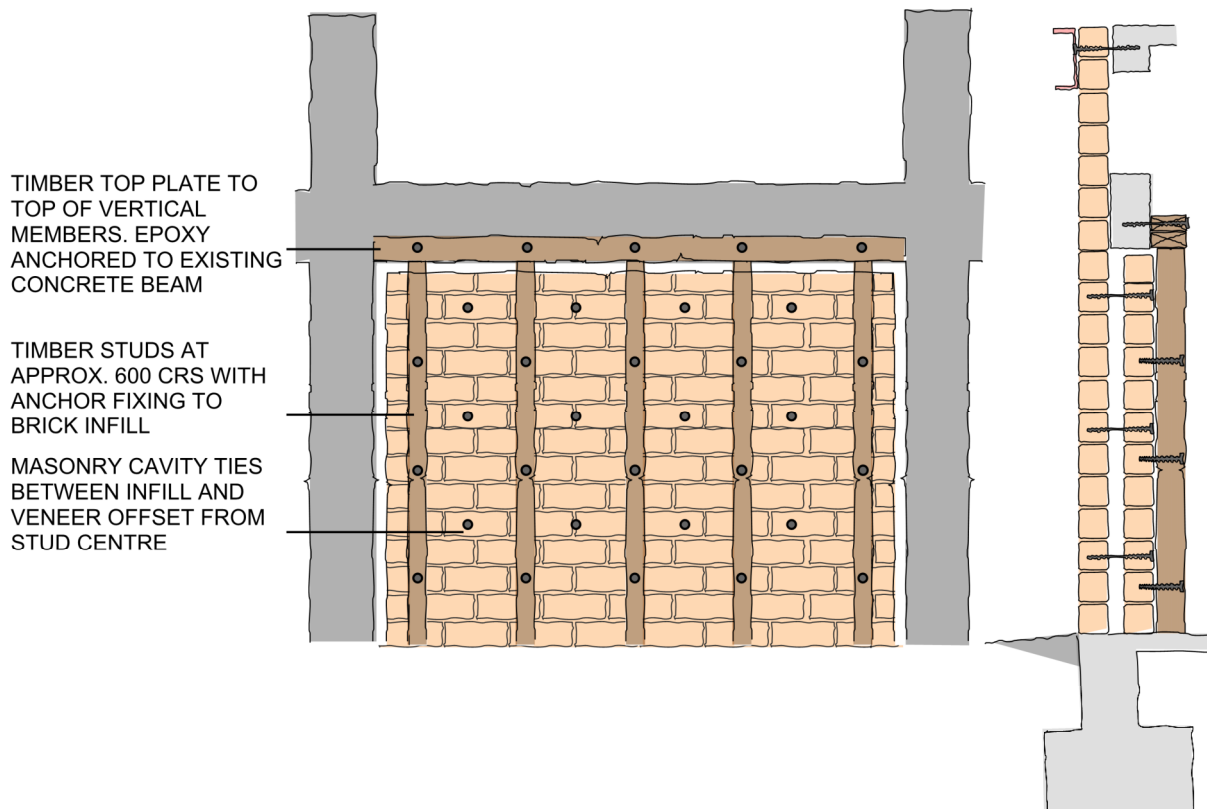 TIMBER TOP PLATE TO
TOP OF VERTICAL
MEMBERS. EPOXY
ANCHORED TO EXISTING
CONCRETE BEAM
TIMBER STUDS AT
APPROX. 600 CRS WITH
ANCHOR FIXING TO
BRICK INFILL
MASONRY CAVITY TIES
BETWEEN INFILL AND
VENEER OFFSET FROM
STUD CENTRE